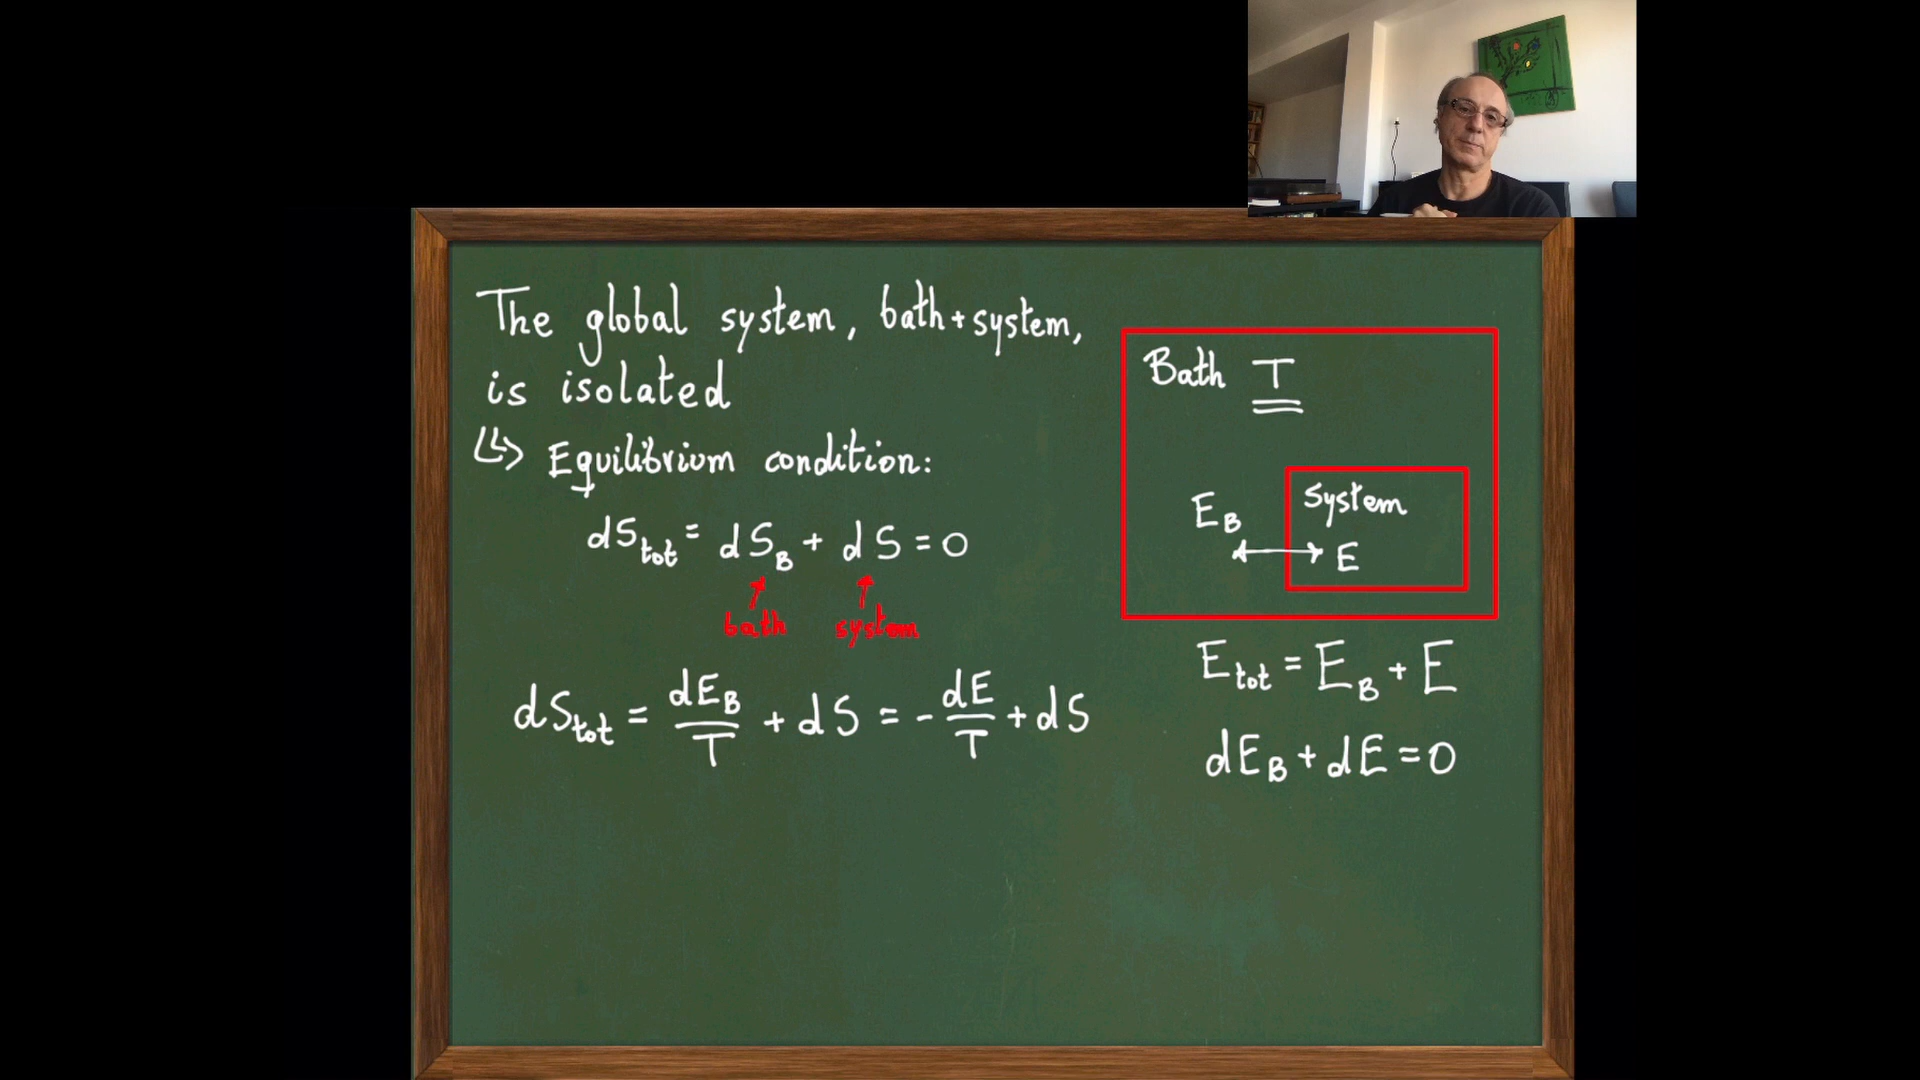 The global system, bath+system,
is isolated
↳ Equilibrium condition:
dS_tot = dS_B + dS = 0
bath system
dS_tot = dE_B/T + dS = - dE/T + dS
Bath T
System
E_B ↔ E
E_tot = E_B + E
dE_B + dE = 0